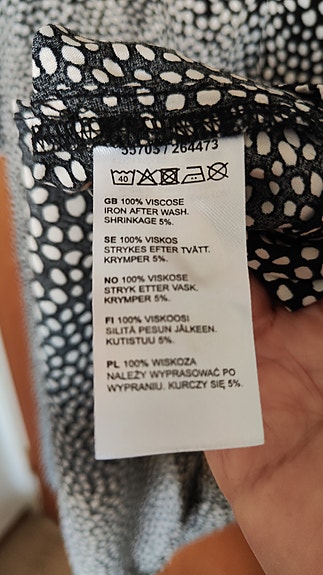 55705 / 264473
40
GB 100% VISCOSE
IRON AFTER WASH.
SHRINKAGE 5%.
SE 100% VISKOS
STRYKES EFTER TVÄTT.
KRYMPER 5%.
NO 100% VISKOSE
STRYK ETTER VASK.
KRYMPER 5%.
FI 100% VISKOOSI
SILITÄ PESUN JÄLKEEN.
KUTISTUU 5%.
PL 100% WISKOZA
NALEŻY WYPRASOWAĆ PO
WYPRANIU. KURCZY SIĘ 5%.